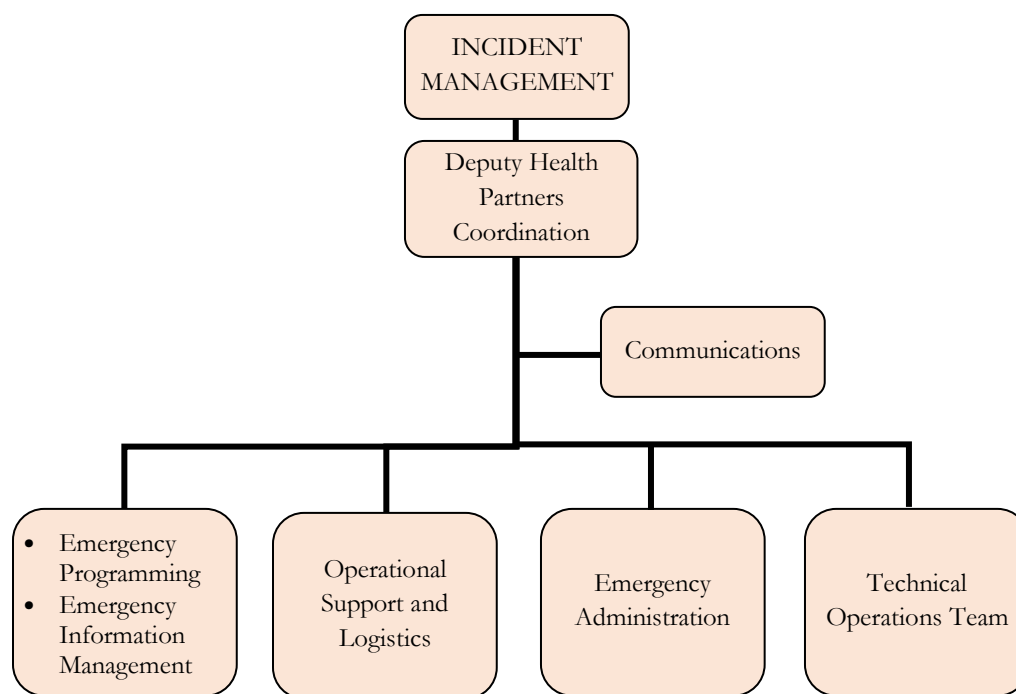 INCIDENT
MANAGEMENT
Deputy Health
Partners
Coordination
Communications
• Emergency
Programming
• Emergency
Information
Management
Operational
Support and
Logistics
Emergency
Administration
Technical
Operations Team